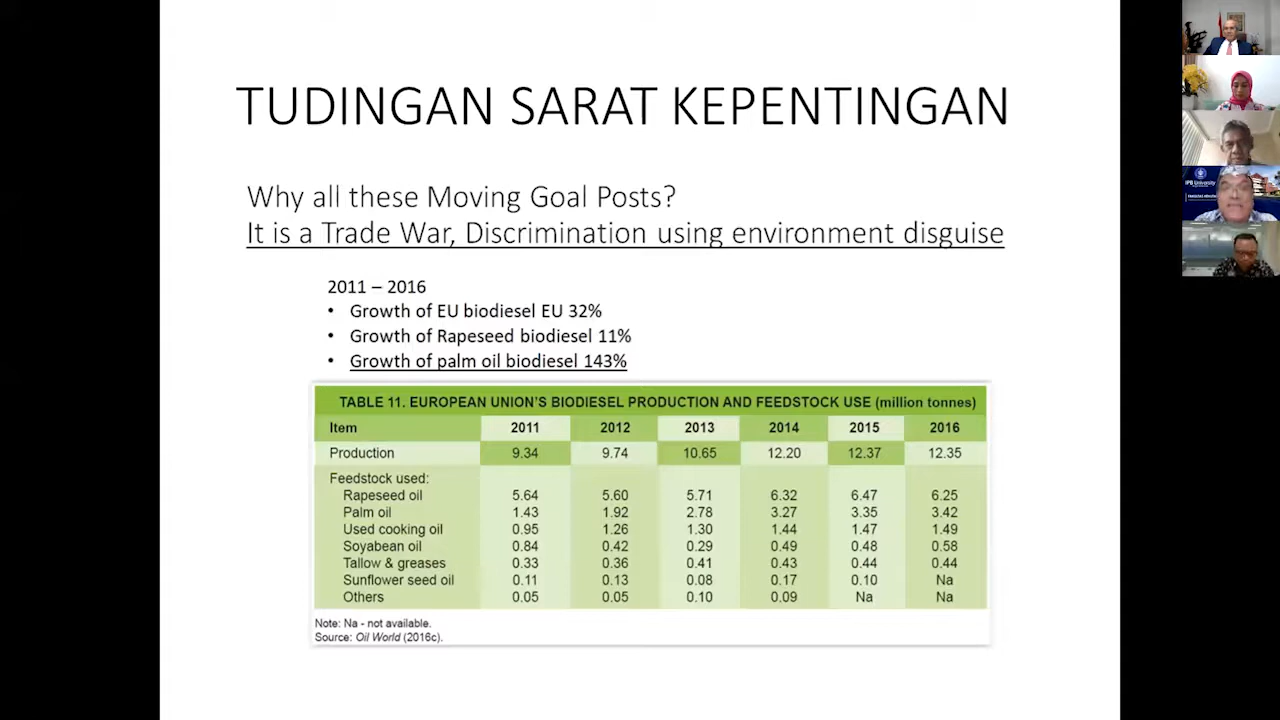 TUDINGAN SARAT KEPENTINGAN
Why all these Moving Goal Posts?
It is a Trade War, Discrimination using environment disguise
2011 – 2016
• Growth of EU biodiesel EU 32%
• Growth of Rapeseed biodiesel 11%
• Growth of palm oil biodiesel 143%
TABLE 11. EUROPEAN UNION'S BIODIESEL PRODUCTION AND FEEDSTOCK USE (million tonnes)
Item 2011 2012 2013 2014 2015 2016
Production 9.34 9.74 10.65 12.20 12.37 12.35
Feedstock used:
Rapeseed oil 5.64 5.60 5.71 6.32 6.47 6.25
Palm oil 1.43 1.92 2.78 3.27 3.35 3.42
Used cooking oil 0.95 1.26 1.30 1.44 1.47 1.49
Soyabean oil 0.84 0.42 0.29 0.49 0.48 0.58
Tallow & greases 0.33 0.36 0.41 0.43 0.44 0.44
Sunflower seed oil 0.11 0.13 0.08 0.17 0.10 Na
Others 0.05 0.05 0.10 0.09 Na Na
Note: Na - not available.
Source: Oil World (2016c).
IPB University